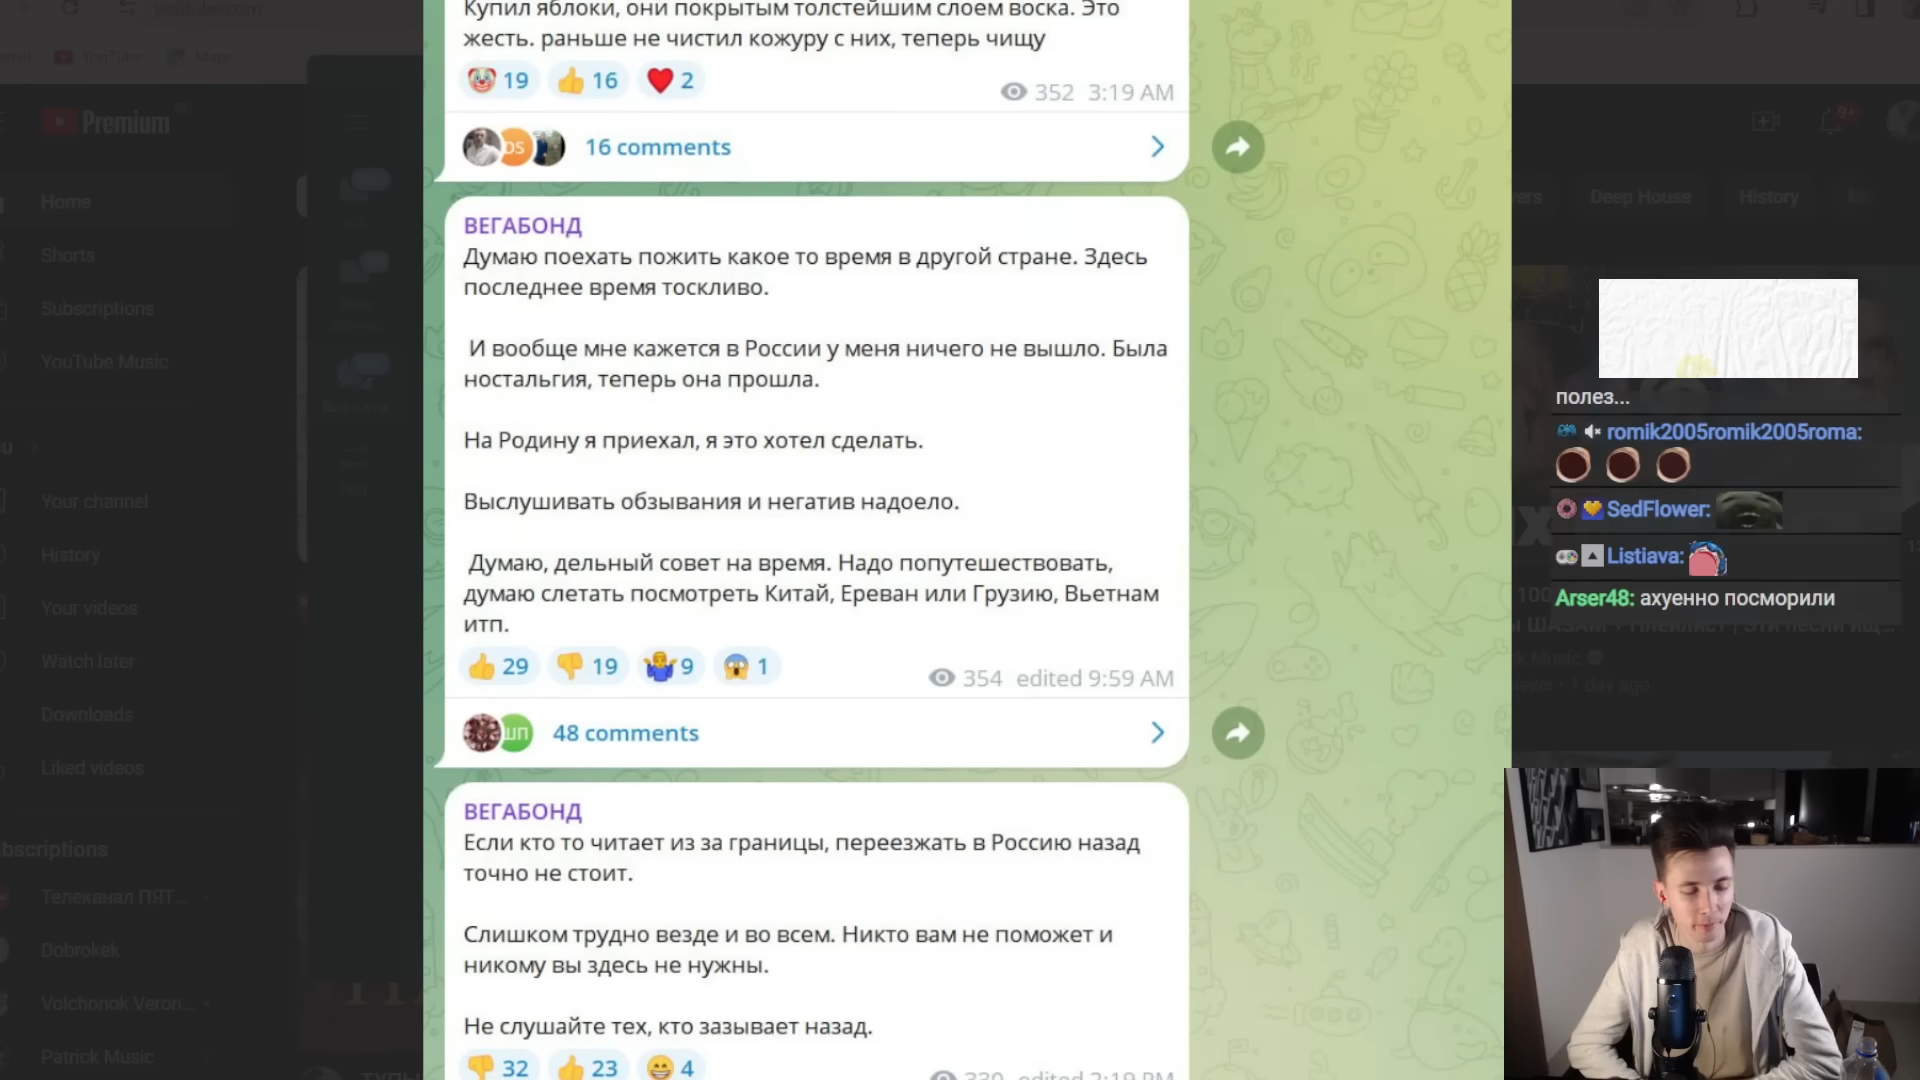 Купил яблоки, они покрытым толстейшим слоем воска. Это
жесть. раньше не чистил кожуру с них, теперь чищу
19 16 2
352 3:19 AM
DS
16 comments
ВЕГАБОНД
Думаю поехать пожить какое то время в другой стране. Здесь
последнее время тоскливо.
И вообще мне кажется в России у меня ничего не вышло. Была
ностальгия, теперь она прошла.
На Родину я приехал, я это хотел сделать.
Выслушивать обзывания и негатив надоело.
Думаю, дельный совет на время. Надо попутешествовать,
думаю слетать посмотреть Китай, Ереван или Грузию, Вьетнам
итп.
29 19 9 1
354 edited 9:59 AM
ШП
48 comments
ВЕГАБОНД
Если кто то читает из за границы, переезжать в Россию назад
точно не стоит.
Слишком трудно везде и во всем. Никто вам не поможет и
никому вы здесь не нужны.
Не слушайте тех, кто зазывает назад.
32 23 4
330 edited 2:19 PM
YouTube
Maps
Premium
Home
Shorts
Subscriptions
YouTube Music
Your channel
History
Your videos
Watch later
Downloads
Liked videos
Телеканал ПЯТ...
Dobrokek
Volchonok Veron...
Patrick Music
9+
Deep House
History
полез...
romik2005romik2005roma:
SedFlower:
Listiava:
Arser48: ахуенно посморили
1 day ago